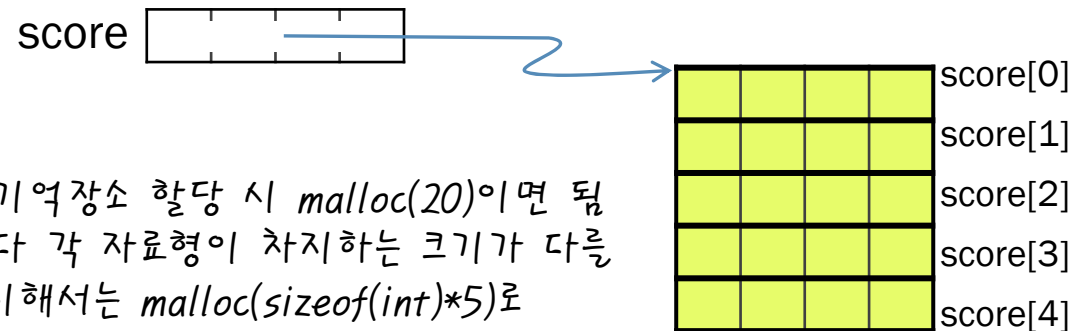 score
score[0]
score[1]
기억장소 할당 시 malloc(20)이면 됨
score[2]
다 각 자료형이 차지하는 크기가 다를
score[3]
해서는 malloc(sizeof(int)*5)로
score[4]